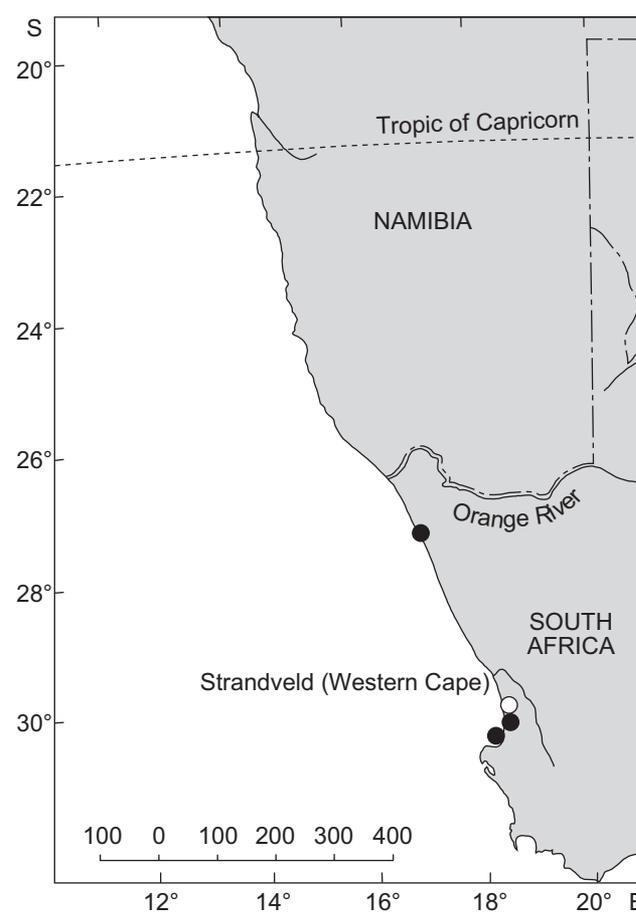 S
20°
Tropic of Capricorn
22°
NAMIBIA
24°
26°
Orange River
28°
SOUTH
AFRICA
Strandveld (Western Cape)
30°
100 0 100 200 300 400
12° 14° 16° 18° 20° E